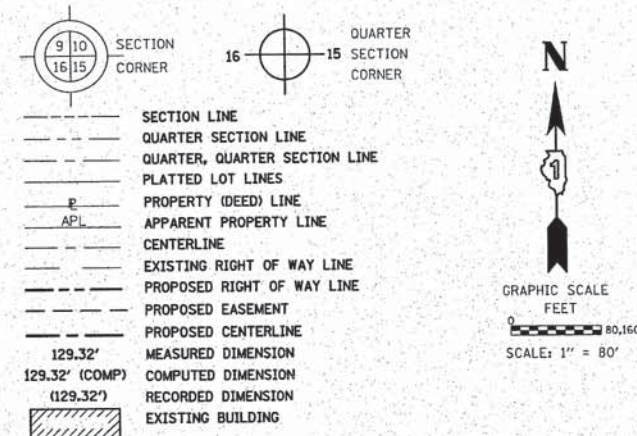 9 10
16 15
SECTION
CORNER
16
15
QUARTER
SECTION
CORNER
SECTION LINE
QUARTER SECTION LINE
QUARTER, QUARTER SECTION LINE
PLATTED LOT LINES
PROPERTY (DEED) LINE
APL APPARENT PROPERTY LINE
CENTERLINE
EXISTING RIGHT OF WAY LINE
PROPOSED RIGHT OF WAY LINE
PROPOSED EASEMENT
PROPOSED CENTERLINE
129.32' MEASURED DIMENSION
129.32' (COMP) COMPUTED DIMENSION
(129.32') RECORDED DIMENSION
EXISTING BUILDING
N
1
GRAPHIC SCALE
FEET
0 80,160
SCALE: 1" = 80'